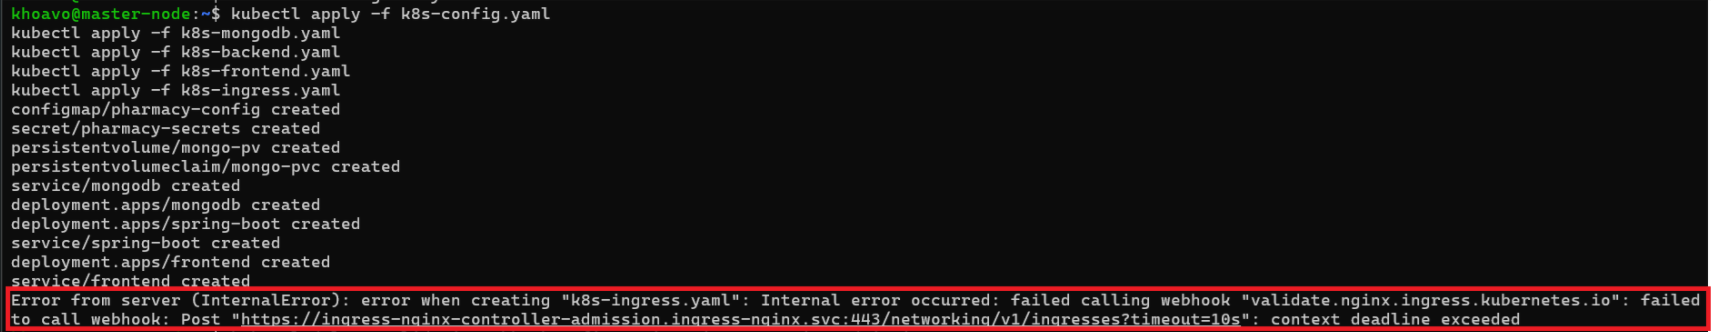 khoavo@master-node:~$ kubectl apply -f k8s-config.yaml
kubectl apply -f k8s-mongodb.yaml
kubectl apply -f k8s-backend.yaml
kubectl apply -f k8s-frontend.yaml
kubectl apply -f k8s-ingress.yaml
configmap/pharmacy-config created
secret/pharmacy-secrets created
persistentvolume/mongo-pv created
persistentvolumeclaim/mongo-pvc created
service/mongodb created
deployment.apps/mongodb created
deployment.apps/spring-boot created
service/spring-boot created
deployment.apps/frontend created
service/frontend created
Error from server (InternalError): error when creating "k8s-ingress.yaml": Internal error occurred: failed calling webhook "validate.nginx.ingress.kubernetes.io": failed
to call webhook: Post "https://ingress-nginx-controller-admission.ingress-nginx.svc:443/networking/v1/ingresses?timeout=10s": context deadline exceeded